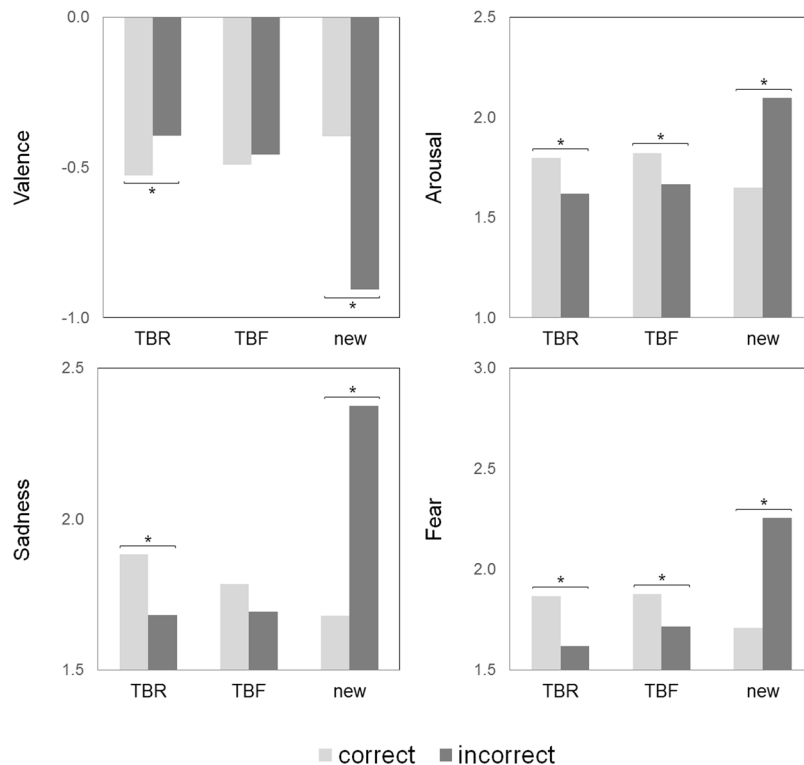 Valence
0.0
-0.5
-1.0
*
*
TBR TBF new
Arousal
2.5
2.0
1.5
1.0
* * *
TBR TBF new
Sadness
2.5
2.0
1.5
* *
TBR TBF new
Fear
3.0
2.5
2.0
1.5
* * *
TBR TBF new
correct incorrect